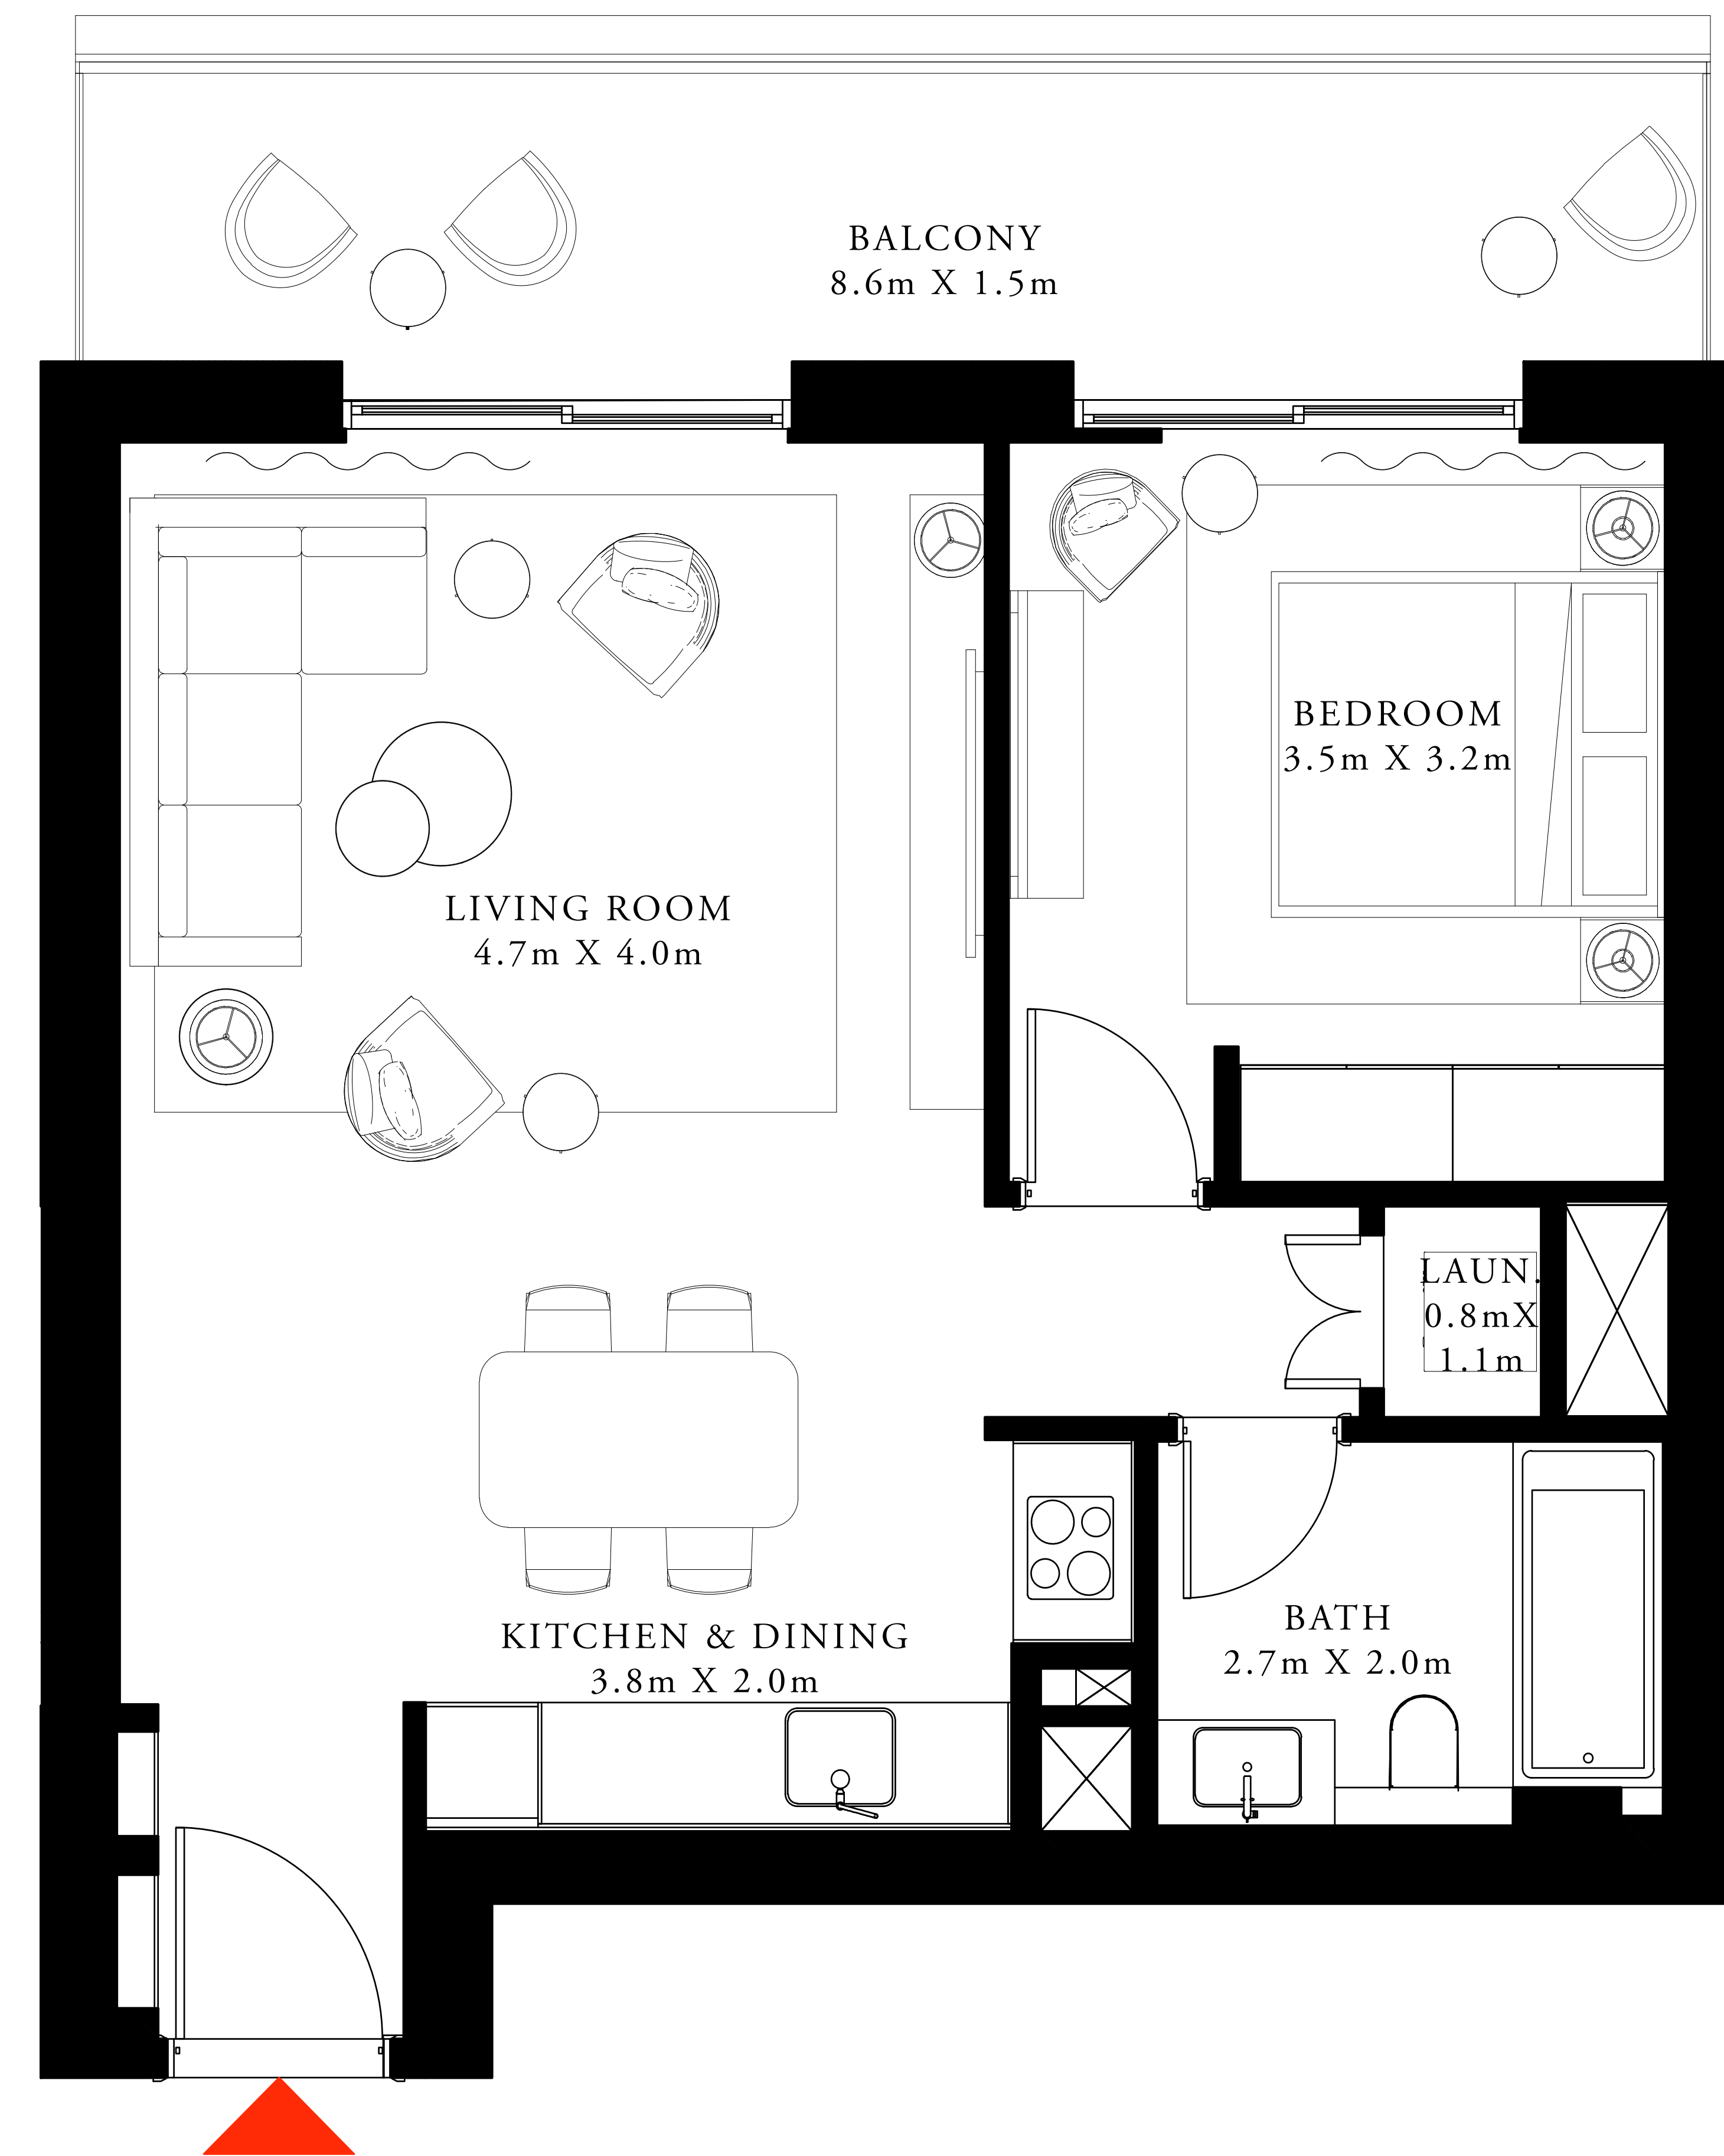 BALCONY
8.6m X 1.5m
BEDROOM
3.5m X 3.2m
LIVING ROOM
4.7m X 4.0m
LAUN.
0.8mX
1.1m
KITCHEN & DINING
3.8m X 2.0m
BATH
2.7m X 2.0m